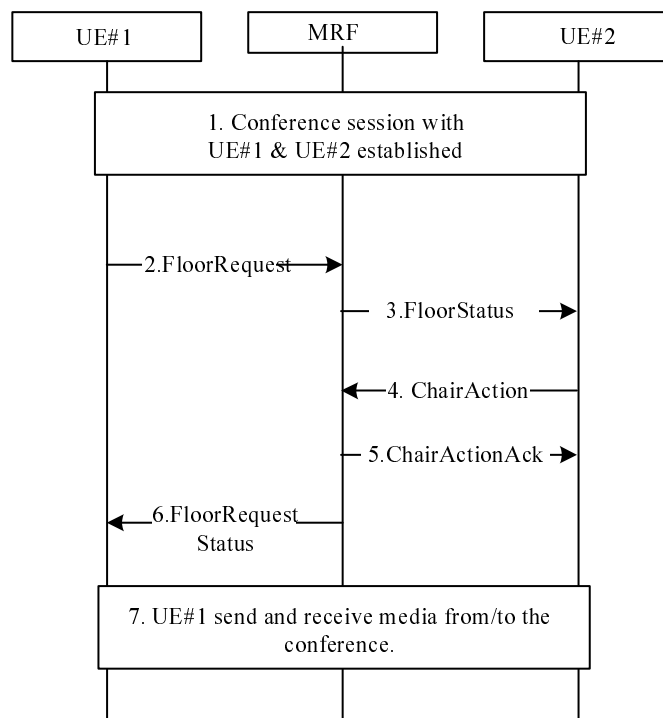 UE#1
MRF
UE#2
1. Conference session with
UE#1 & UE#2 established
2.FloorRequest
3.FloorStatus
4. ChairAction
5.ChairActionAck
6.FloorRequest
Status
7. UE#1 send and receive media from/to the
conference.